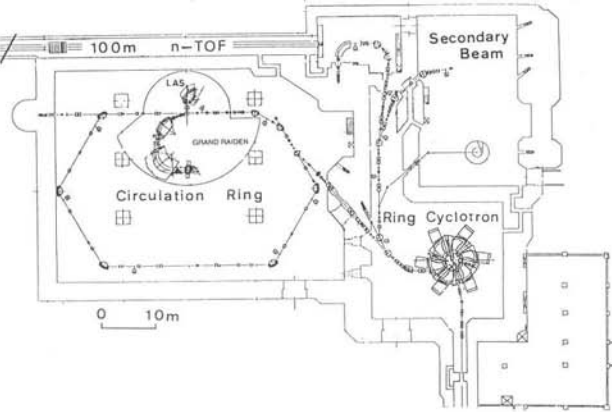 100m n-TOF
Secondary
Beam
LAS
GRAND RAIDEN
Circulation Ring
Ring Cyclotron
0 10m